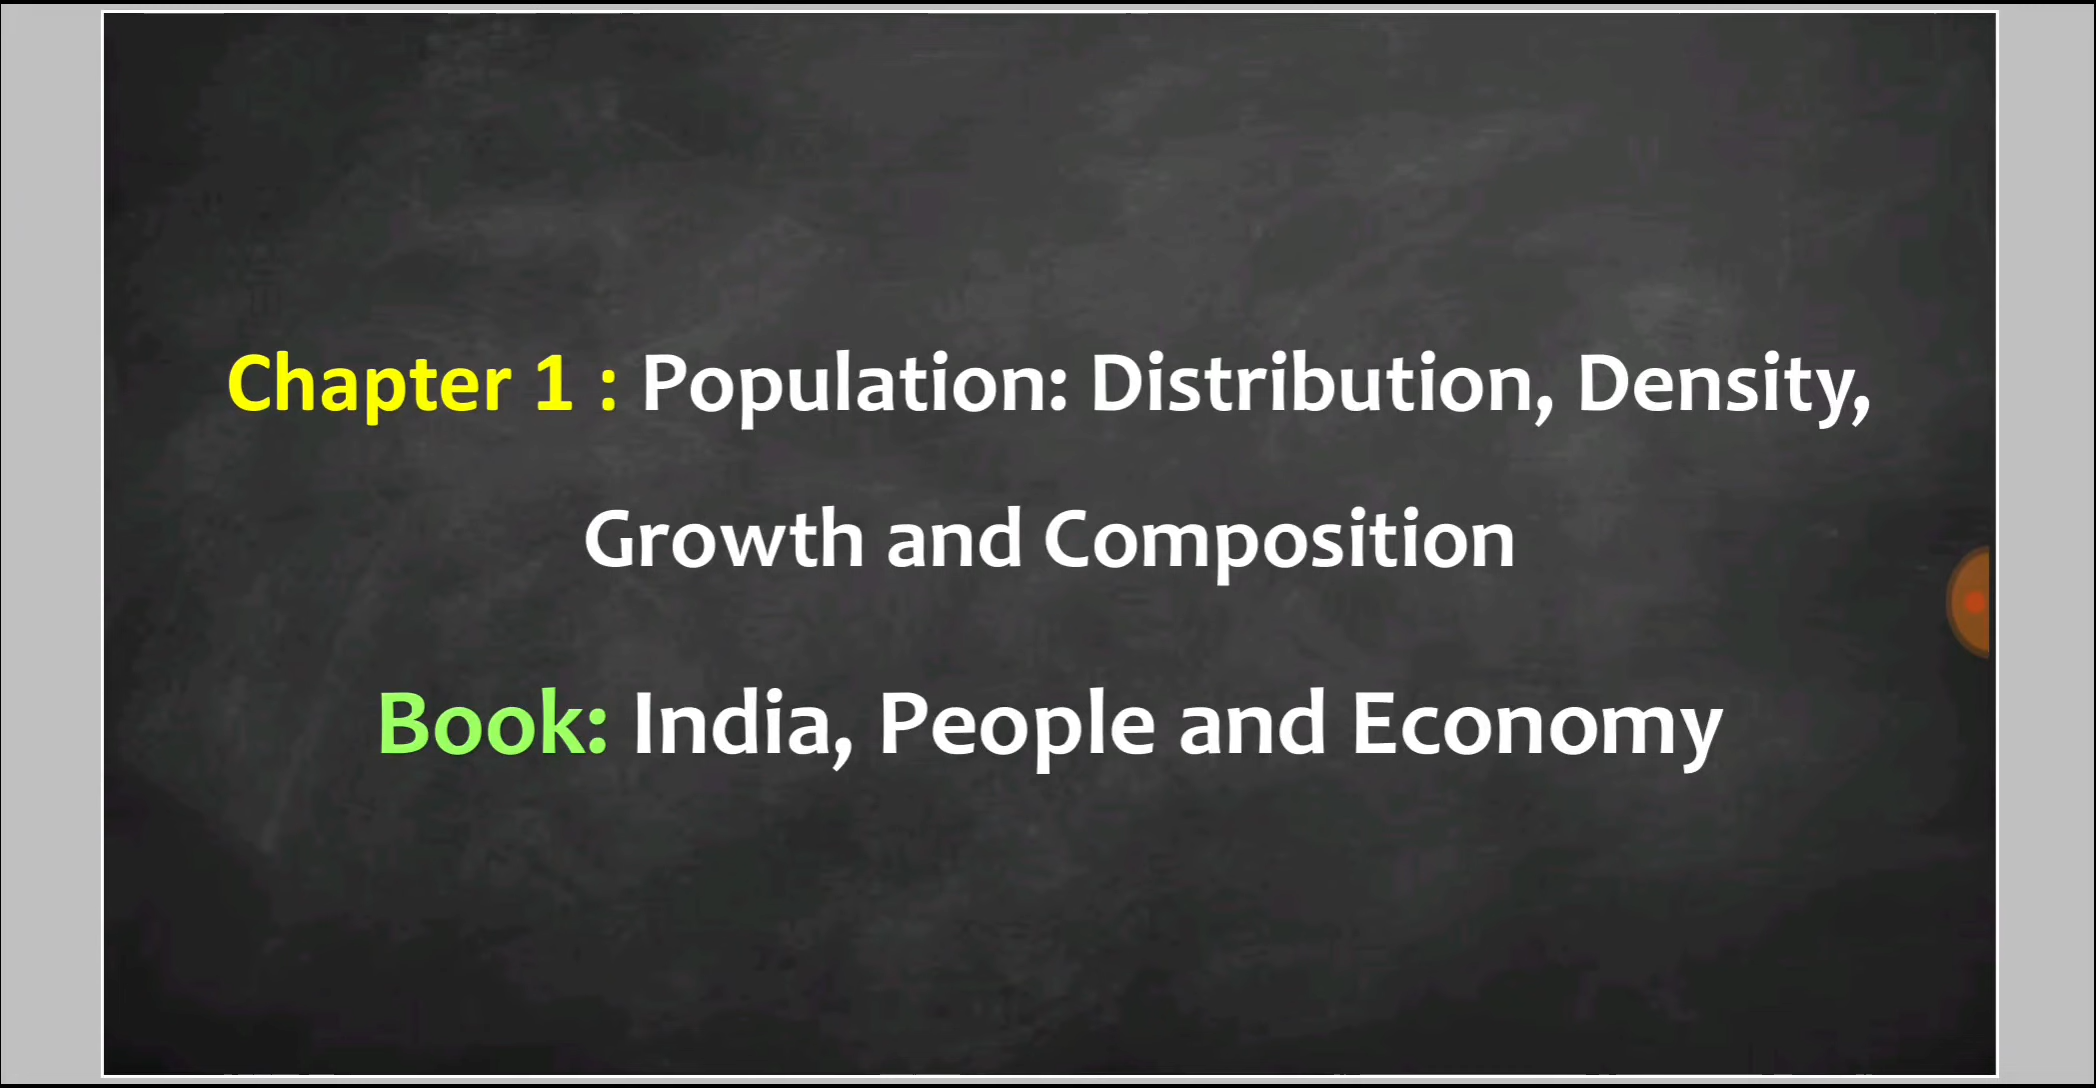 Chapter 1 : Population: Distribution, Density,
Growth and Composition
Book: India, People and Economy